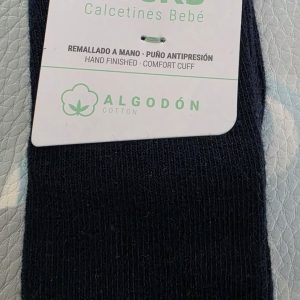 Calcetines Bebé
REMALLADO A MANO · PUÑO ANTIPRESIÓN
HAND FINISHED · COMFORT CUFF
ALGODÓN
COTTON